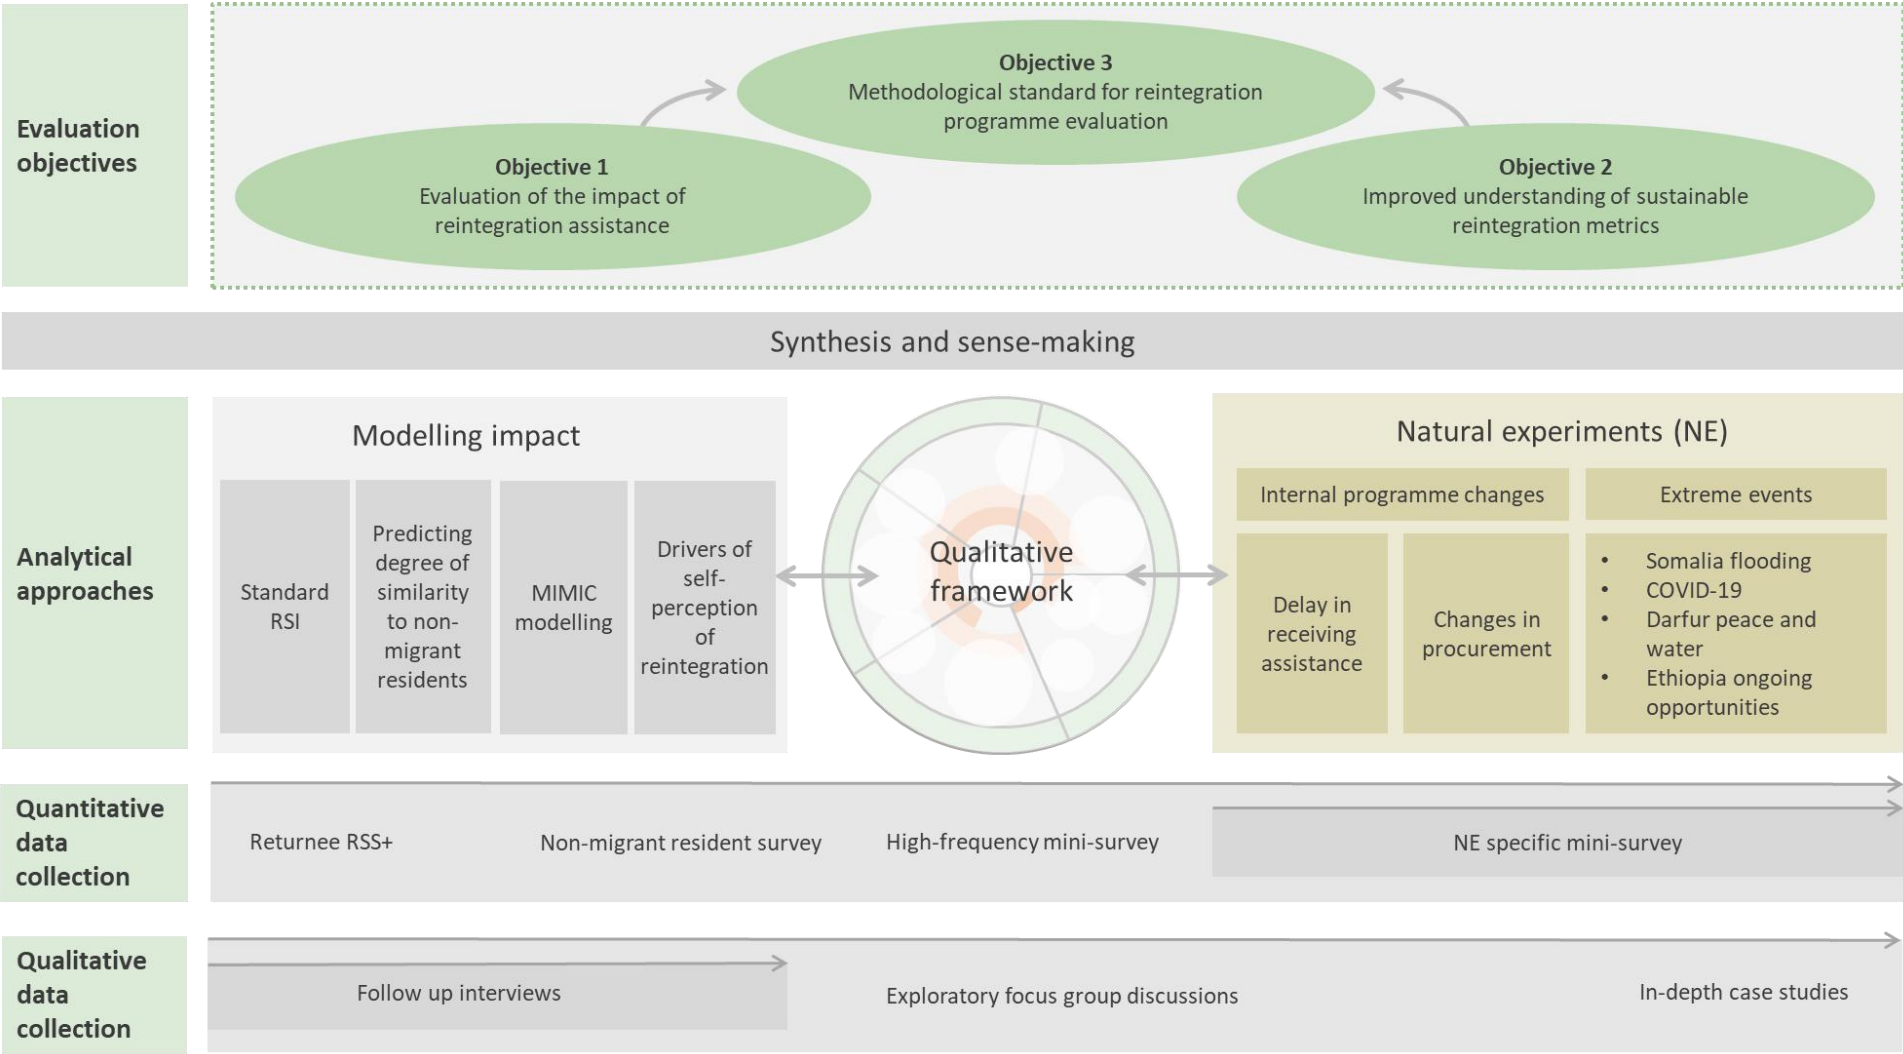 Evaluation
objectives
Objective 3
Methodological standard for reintegration
programme evaluation
Objective 1
Evaluation of the impact of
reintegration assistance
Objective 2
Improved understanding of sustainable
reintegration metrics
Synthesis and sense-making
Analytical
approaches
Modelling impact
Standard
RSI
Predicting
degree of
similarity
to non-
migrant
residents
MIMIC
modelling
Drivers of
self-
perception
of
reintegration
Qualitative
framework
Natural experiments (NE)
Internal programme changes
Delay in
receiving
assistance
Changes in
procurement
Extreme events
• Somalia flooding
• COVID-19
• Darfur peace and
water
• Ethiopia ongoing
opportunities
Quantitative
data
collection
Returnee RSS+
Non-migrant resident survey
High-frequency mini-survey
NE specific mini-survey
Qualitative
data
collection
Follow up interviews
Exploratory focus group discussions
In-depth case studies